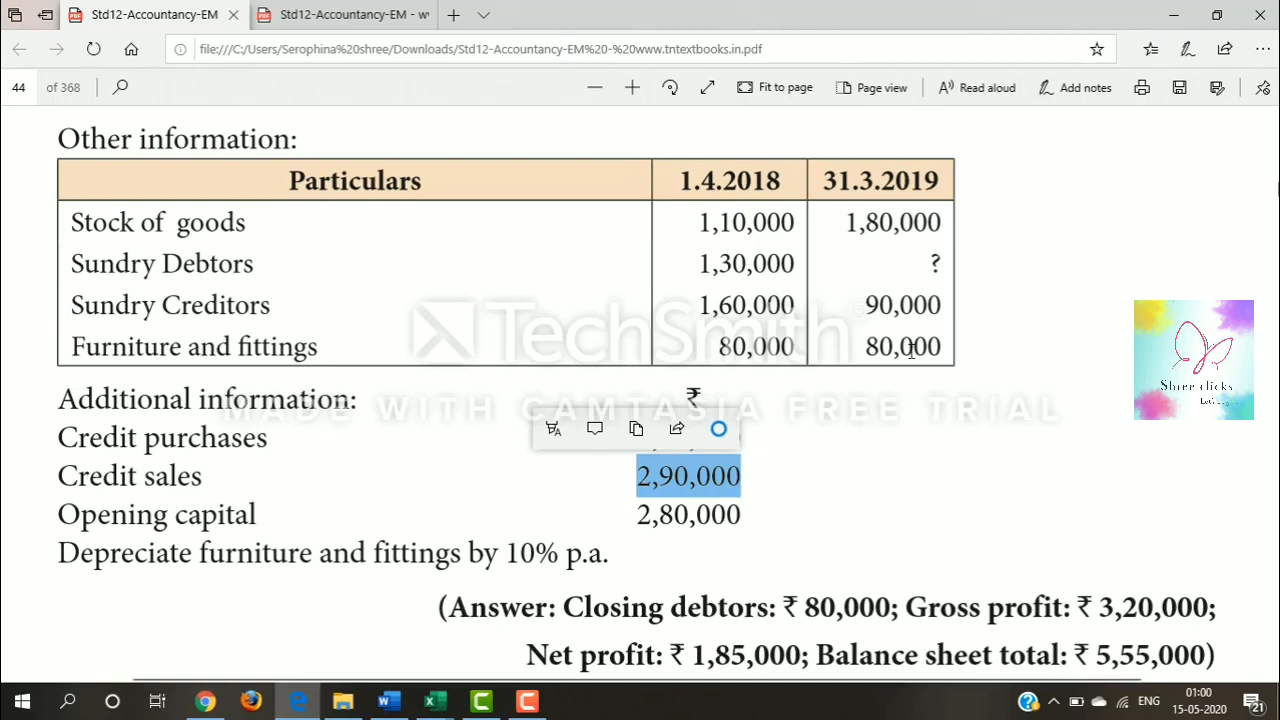 Std12-Accountancy-EM
Std12-Accountancy-EM - wv
file:///C:/Users/Serophina%20shree/Downloads/Std12-Accountancy-EM%20-%20www.tntextbooks.in.pdf
44 of 368 Fit to page Page view Read aloud Add notes
Other information:
Particulars 1.4.2018 31.3.2019
Stock of goods 1,10,000 1,80,000
Sundry Debtors 1,30,000 ?
Sundry Creditors 1,60,000 90,000
Furniture and fittings 80,000 80,000
TechSmith
MADE WITH CAMTASIA FREE TRIAL
Shree clicks
Additional information: ₹
Credit purchases
Credit sales 2,90,000
Opening capital 2,80,000
Depreciate furniture and fittings by 10% p.a.
(Answer: Closing debtors: ₹ 80,000; Gross profit: ₹ 3,20,000;
Net profit: ₹ 1,85,000; Balance sheet total: ₹ 5,55,000)
ENG
01:00
15-05-2020
21